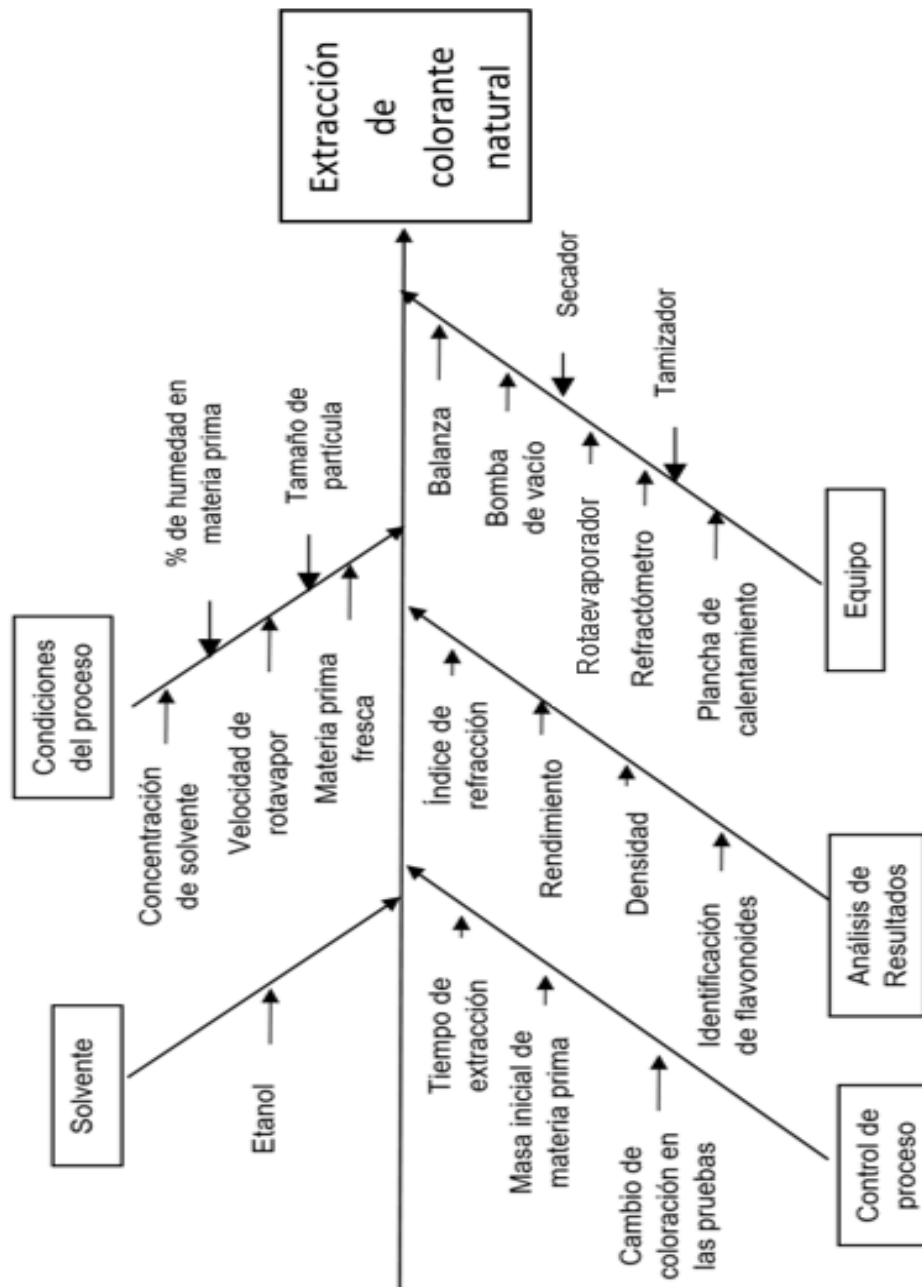 Solvente
Etanol
Condiciones
del proceso
Concentración
de solvente
% de humedad en
materia prima
Velocidad de
rotavapor
Tamaño de
partícula
Materia prima
fresca
Extracción
de
colorante
natural
Tiempo de
extracción
Masa inicial de
materia prima
Cambio de
coloración en
las pruebas
Control de
proceso
Índice de
refracción
Rendimiento
Densidad
Identificación
de flavonoides
Análisis de
Resultados
Balanza
Bomba
de vacío
Secador
Rotaevaporador
Refractómetro
Tamizador
Plancha de
calentamiento
Equipo